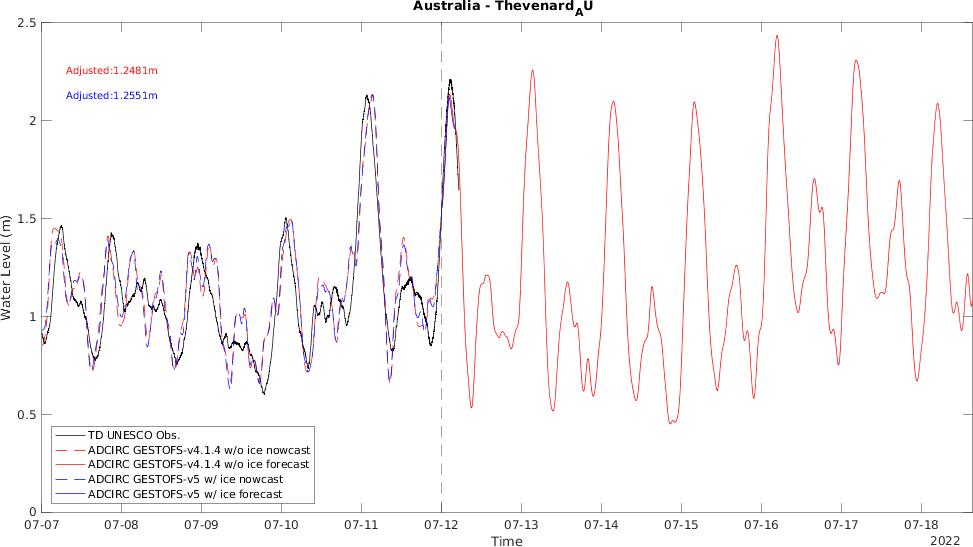 Australia - Thevenard_AU
2.5
Adjusted:1.2481m
Adjusted:1.2551m
2
1.5
Water Level (m)
1
0.5
TD UNESCO Obs.
ADCIRC GESTOFS-v4.1.4 w/o ice nowcast
ADCIRC GESTOFS-v4.1.4 w/o ice forecast
ADCIRC GESTOFS-v5 w/ ice nowcast
ADCIRC GESTOFS-v5 w/ ice forecast
0
07-07 07-08 07-09 07-10 07-11 07-12 07-13 07-14 07-15 07-16 07-17 07-18
Time
2022